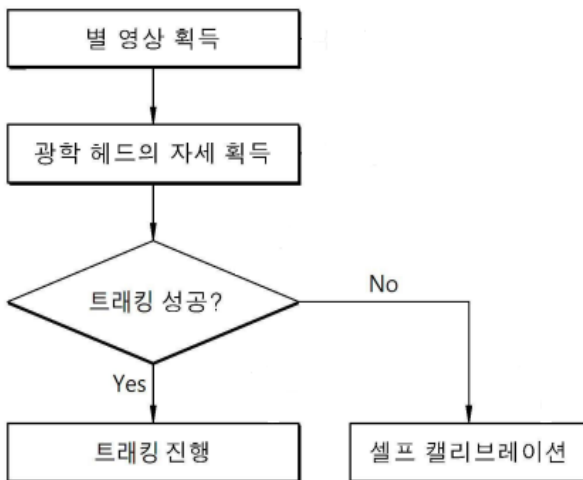 별 영상 획득
광학 헤드의 자세 획득
트래킹 성공?
No
Yes
트래킹 진행
셀프 캘리브레이션